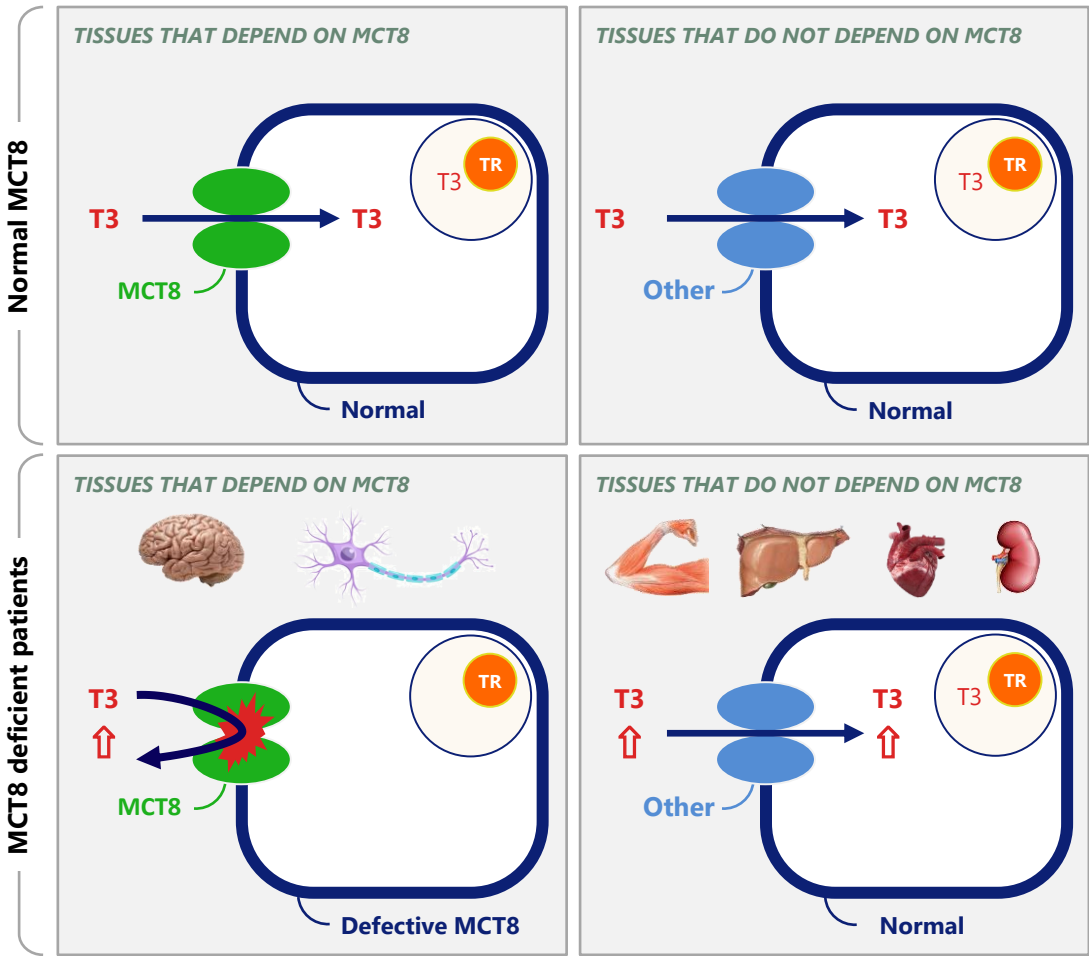 Normal MCT8
TISSUES THAT DEPEND ON MCT8
TR
T3
T3
T3
MCT8
Normal
TISSUES THAT DO NOT DEPEND ON MCT8
TR
T3
T3
T3
Other
Normal
MCT8 deficient patients
TISSUES THAT DEPEND ON MCT8
TR
T3
MCT8
Defective MCT8
TISSUES THAT DO NOT DEPEND ON MCT8
TR
T3
T3
T3
Other
Normal